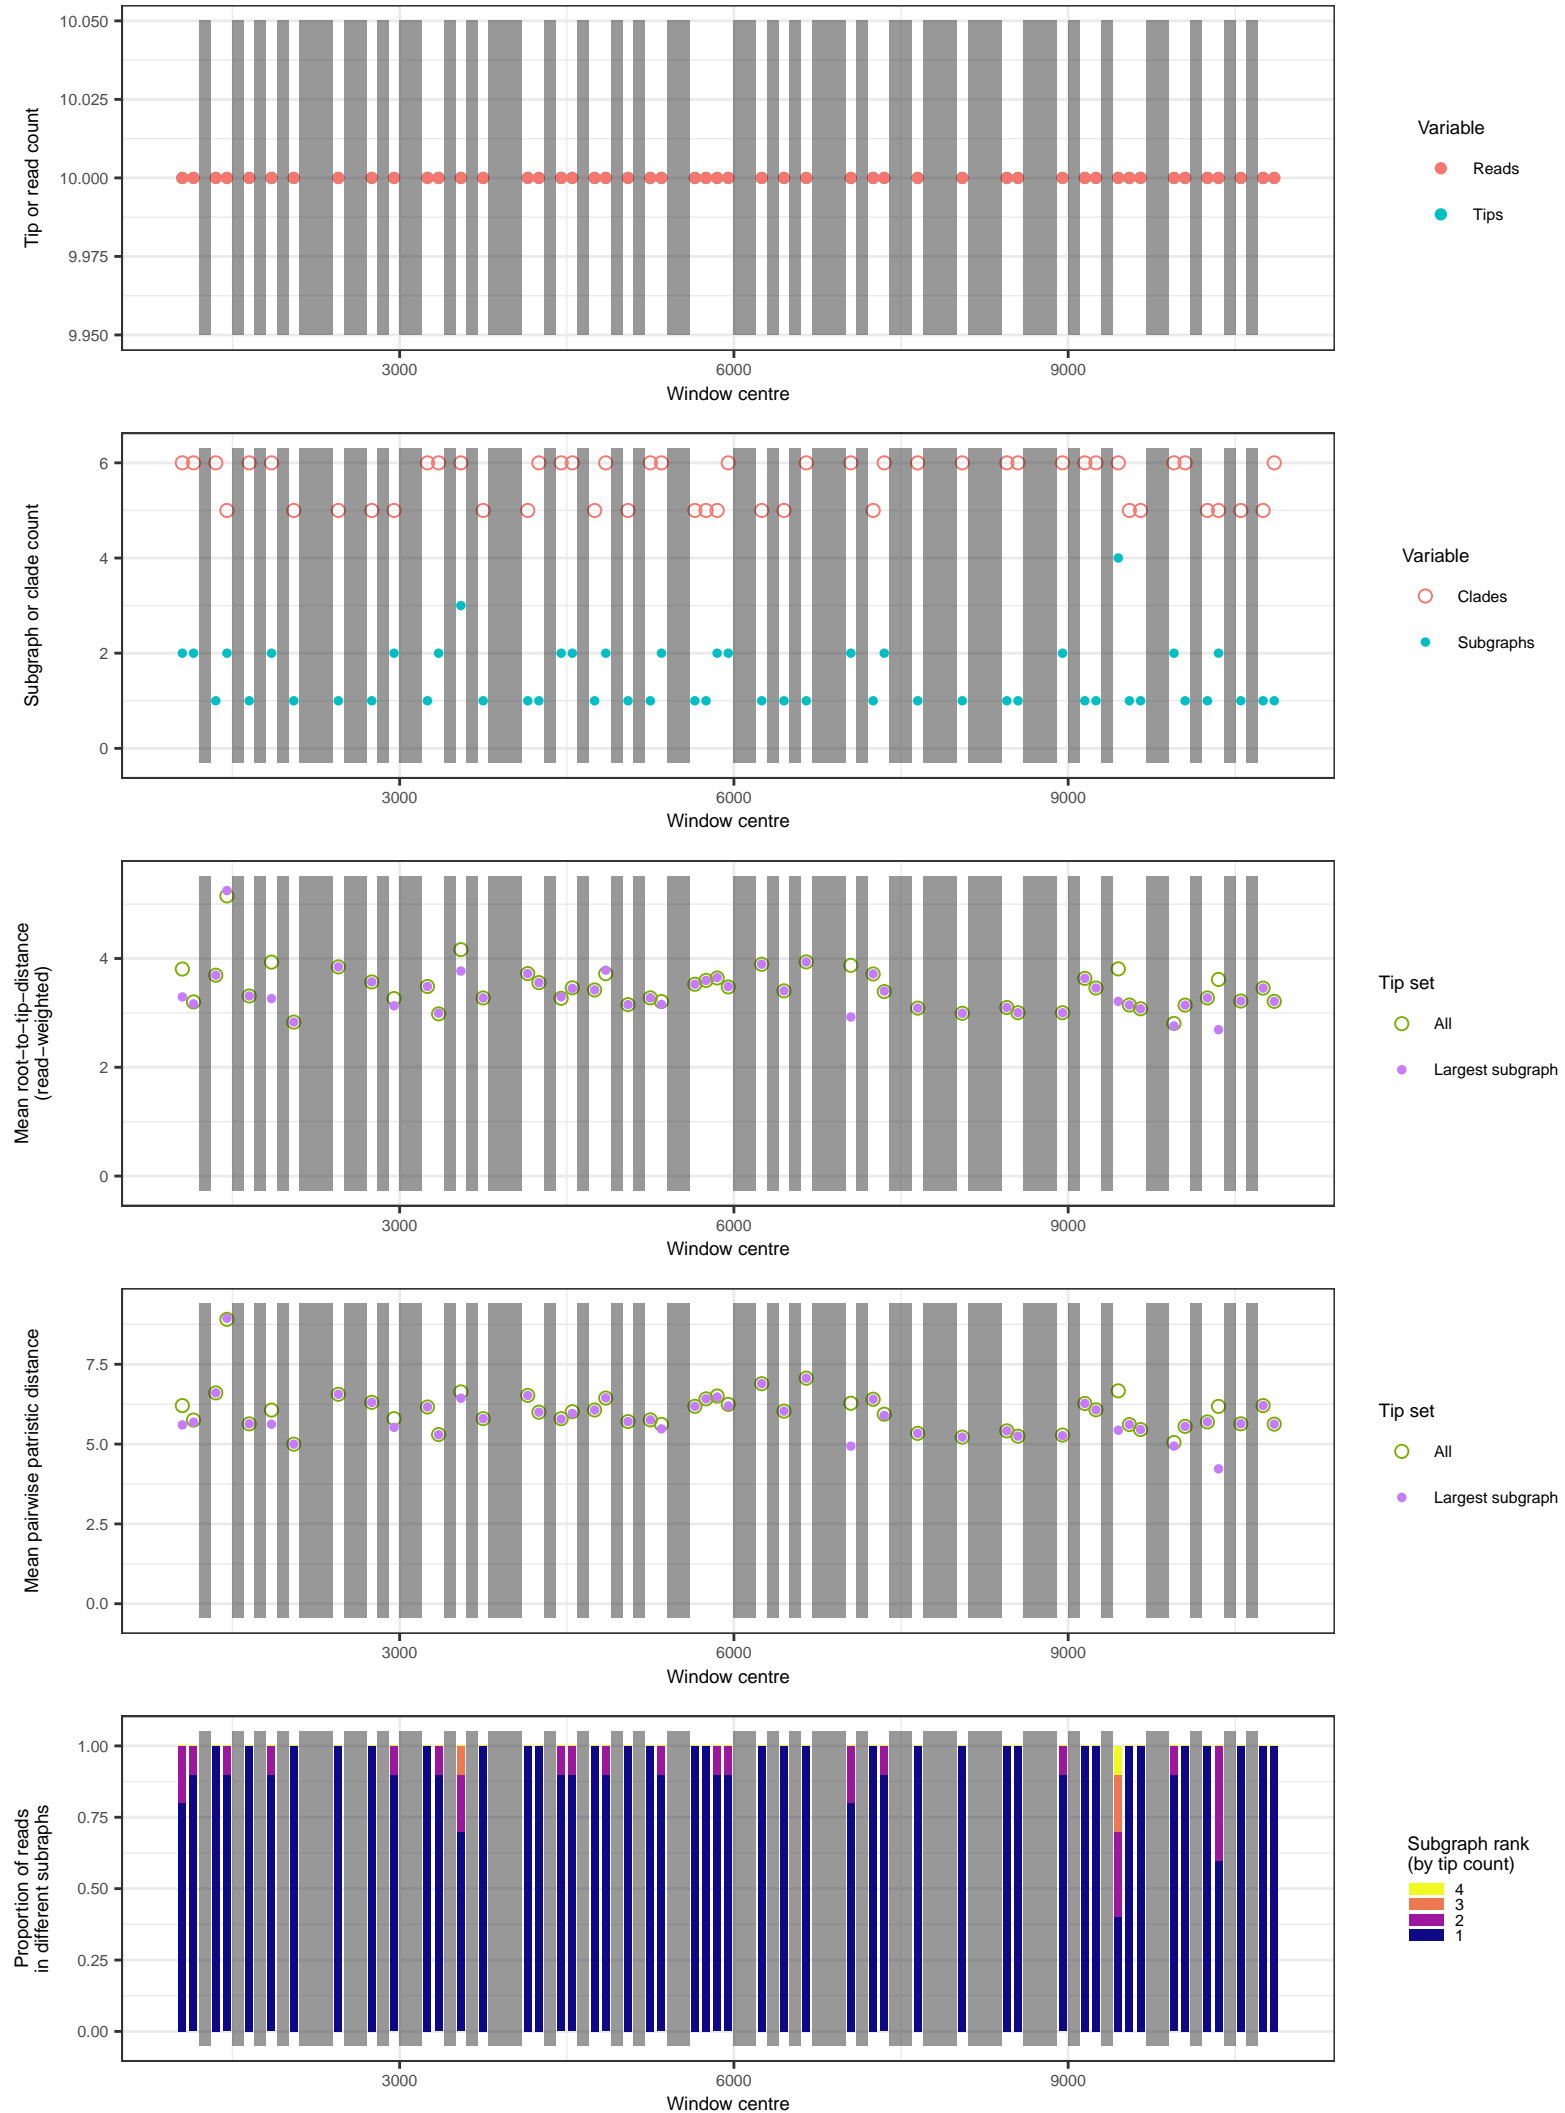 10.050
10.025
10.000
9.975
9.950
Tip or read count
3000
6000
9000
Window centre
Variable
Reads
Tips
6
4
2
0
Subgraph or clade count
3000
6000
9000
Window centre
Variable
Clades
Subgraphs
4
2
0
Mean root−to−tip−distance
(read−weighted)
3000
6000
9000
Window centre
Tip set
All
Largest subgraph
7.5
5.0
2.5
0.0
Mean pairwise patristic distance
3000
6000
9000
Window centre
Tip set
All
Largest subgraph
1.00
0.75
0.50
0.25
0.00
Proportion of reads
in different subraphs
3000
6000
9000
Window centre
Subgraph rank
(by tip count)
4
3
2
1